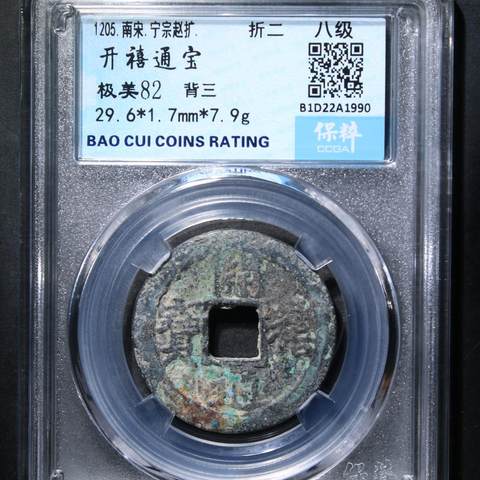 1205.南宋.宁宗赵扩. 折二 八级
开禧通宝
极美82 背三
29.6*1.7mm*7.9g
BAO CUI COINS RATING
B1D22A1990
保粹
CCGA